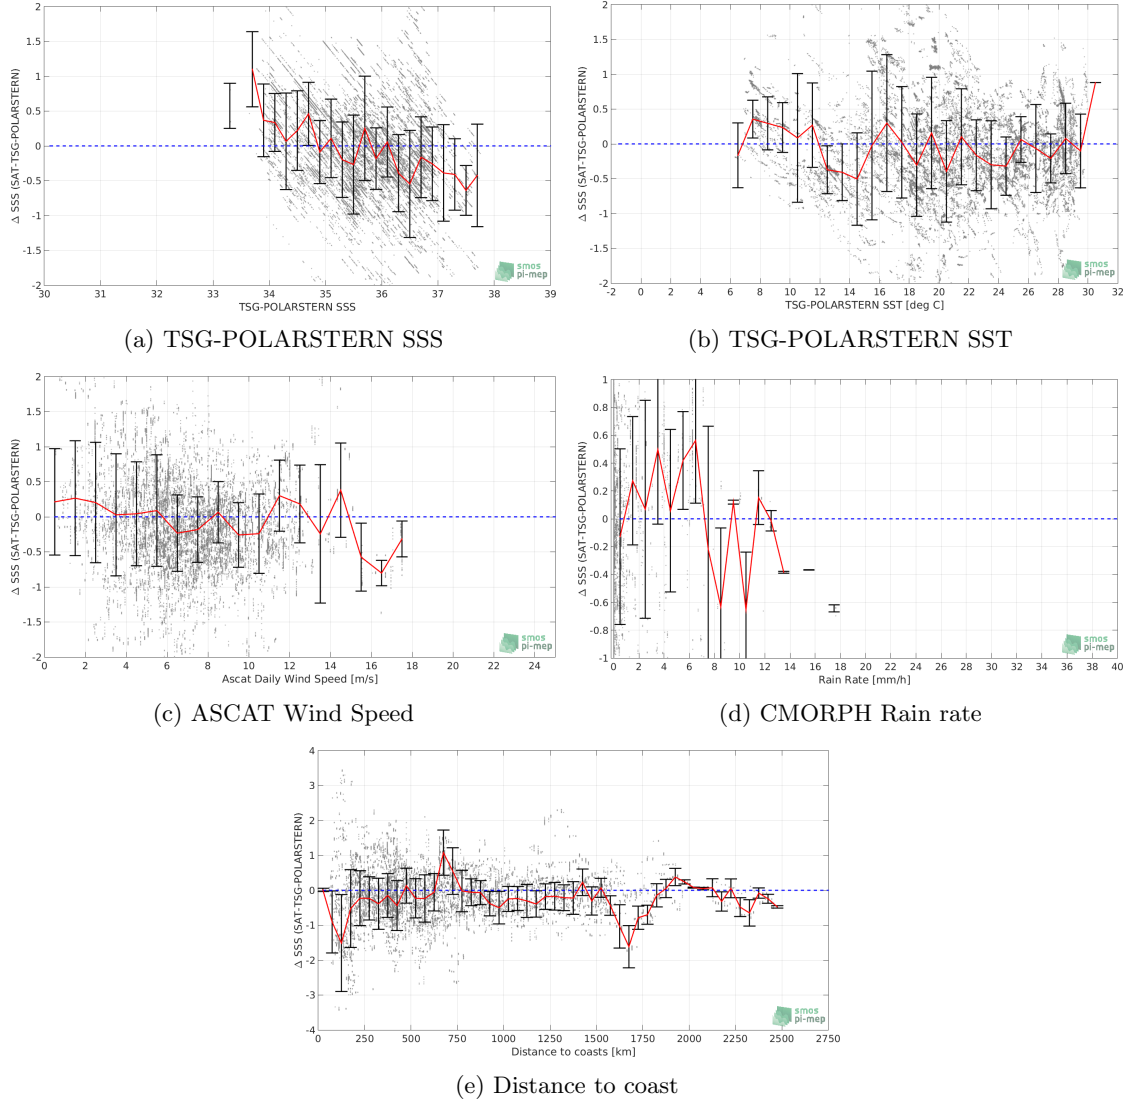 2
1.5
1
0.5
0
-0.5
-1
-1.5
-2
Δ SSS (SAT-TSG-POLARSTERN)
30 31 32 33 34 35 36 37 38 39
TSG-POLARSTERN SSS
smos
pi-mep
(a) TSG-POLARSTERN SSS
2
1.5
1
0.5
0
-0.5
-1
-1.5
-2
Δ SSS (SAT-TSG-POLARSTERN)
-2 0 2 4 6 8 10 12 14 16 18 20 22 24 26 28 30 32
TSG-POLARSTERN SST [deg C]
smos
pi-mep
(b) TSG-POLARSTERN SST
2
1.5
1
0.5
0
-0.5
-1
-1.5
-2
Δ SSS (SAT-TSG-POLARSTERN)
0 2 4 6 8 10 12 14 16 18 20 22 24
Ascat Daily Wind Speed [m/s]
smos
pi-mep
(c) ASCAT Wind Speed
1
0.8
0.6
0.4
0.2
0
-0.2
-0.4
-0.6
-0.8
-1
Δ SSS (SAT-TSG-POLARSTERN)
0 2 4 6 8 10 12 14 16 18 20 22 24 26 28 30 32 34 36 38 40
Rain Rate [mm/h]
smos
pi-mep
(d) CMORPH Rain rate
4
3
2
1
0
-1
-2
-3
-4
Δ SSS (SAT-TSG-POLARSTERN)
0 250 500 750 1000 1250 1500 1750 2000 2250 2500 2750
Distance to coasts [km]
smos
pi-mep
(e) Distance to coast